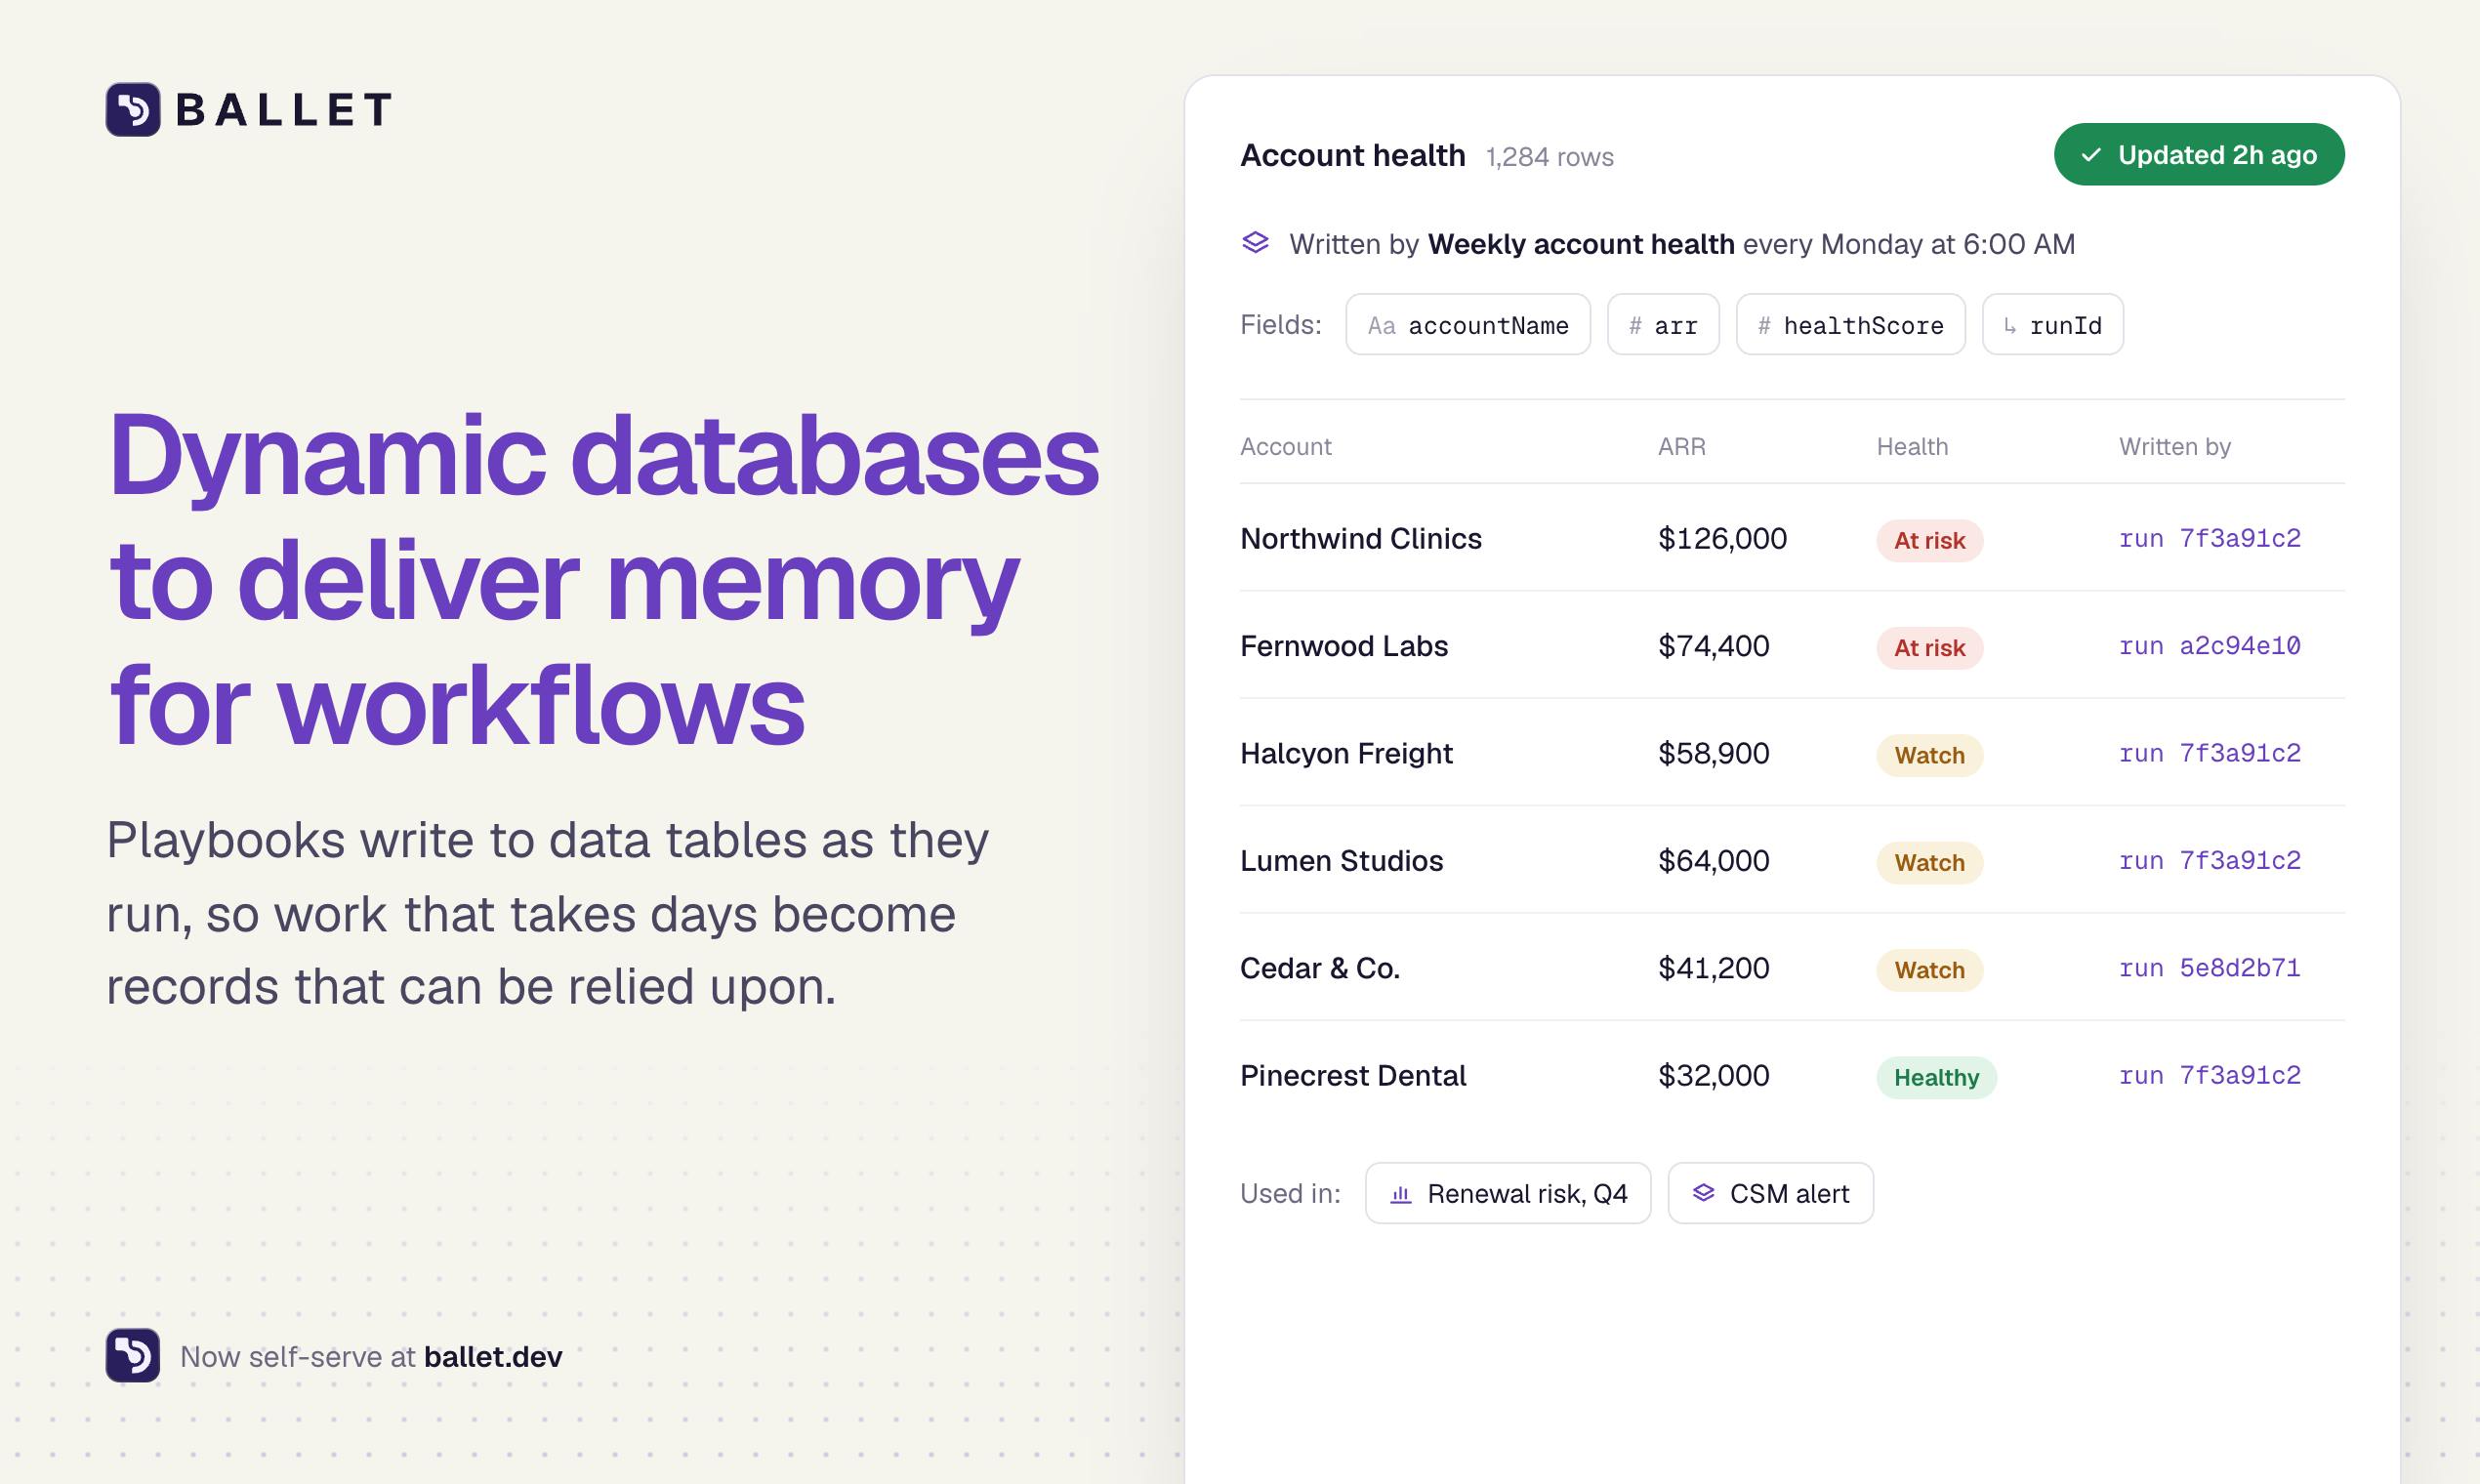 BALLET
Dynamic databases
to deliver memory
for workflows
Playbooks write to data tables as they
run, so work that takes days become
records that can be relied upon.
Now self-serve at ballet.dev
Account health 1,284 rows
Updated 2h ago
Written by Weekly account health every Monday at 6:00 AM
Fields: Aa accountName # arr # healthScore ↳ runId
Account ARR Health Written by
Northwind Clinics $126,000 At risk run 7f3a91c2
Fernwood Labs $74,400 At risk run a2c94e10
Halcyon Freight $58,900 Watch run 7f3a91c2
Lumen Studios $64,000 Watch run 7f3a91c2
Cedar & Co. $41,200 Watch run 5e8d2b71
Pinecrest Dental $32,000 Healthy run 7f3a91c2
Used in: Renewal risk, Q4 CSM alert